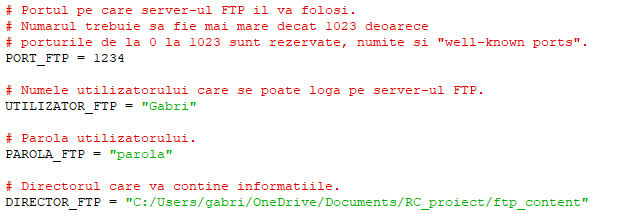 # Portul pe care server-ul FTP il va folosi.
# Numarul trebuie sa fie mai mare decat 1023 deoarece
# porturile de la 0 la 1023 sunt rezervate, numite si "well-known ports".
PORT_FTP = 1234
# Numele utilizatorului care se poate loga pe server-ul FTP.
UTILIZATOR_FTP = "Gabri"
# Parola utilizatorului.
PAROLA_FTP = "parola"
# Directorul care va contine informatiile.
DIRECTOR_FTP = "C:/Users/gabri/OneDrive/Documents/RC_proiect/ftp_content"